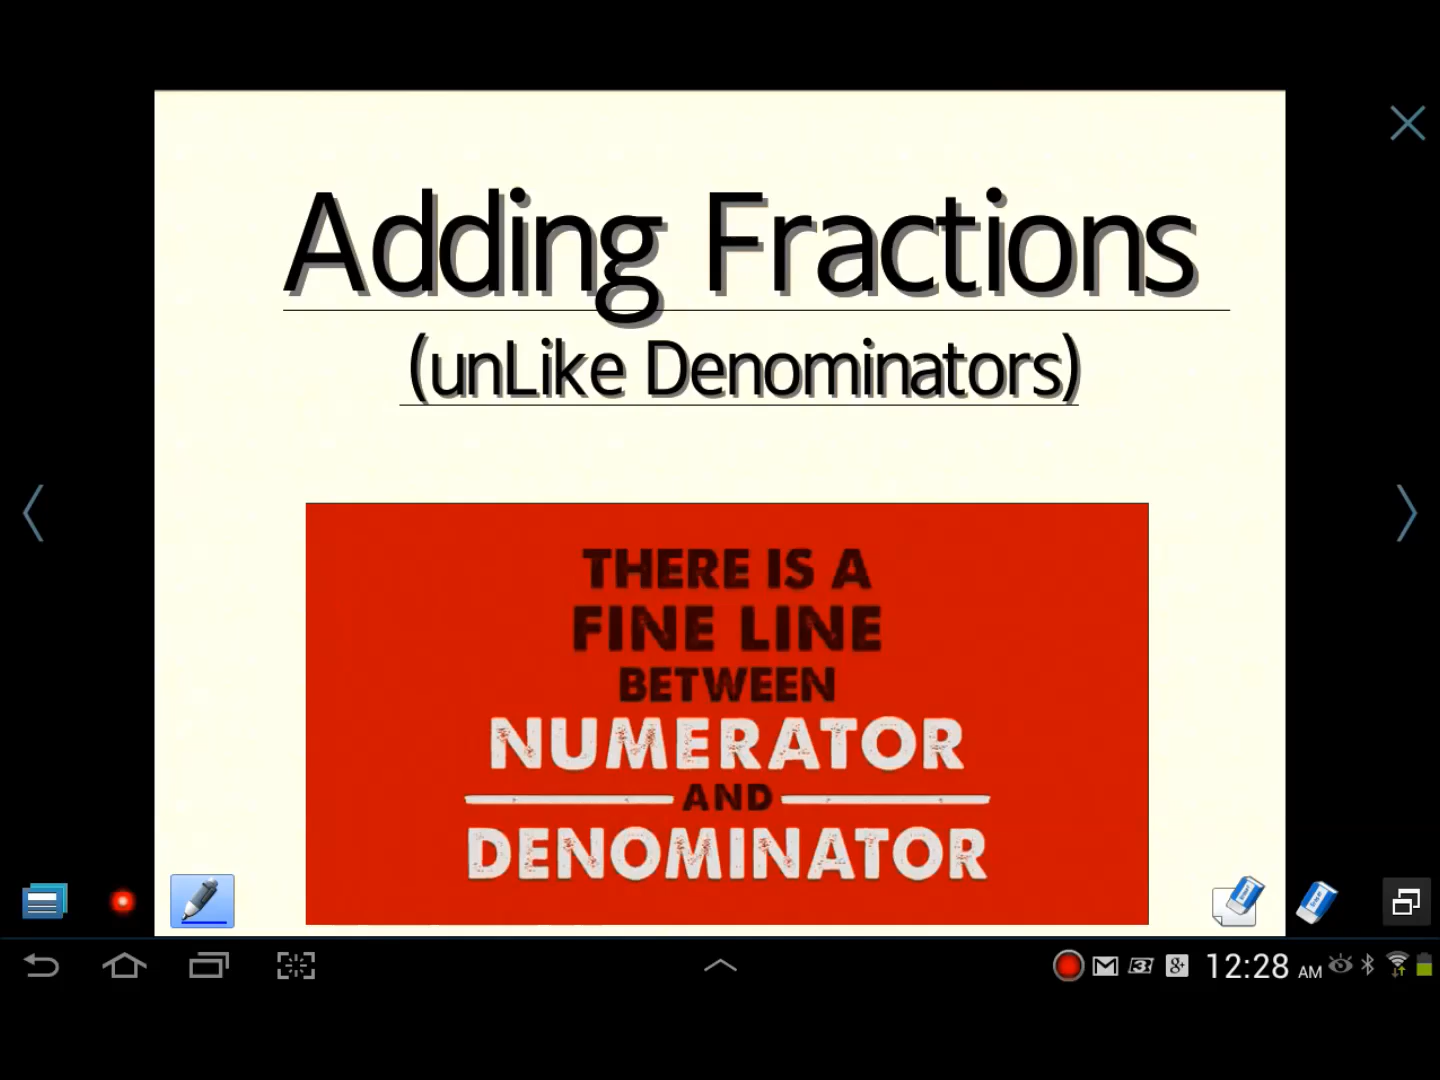 Adding Fractions
(unLike Denominators)
THERE IS A
FINE LINE
BETWEEN
NUMERATOR
AND
DENOMINATOR
12:28 AM